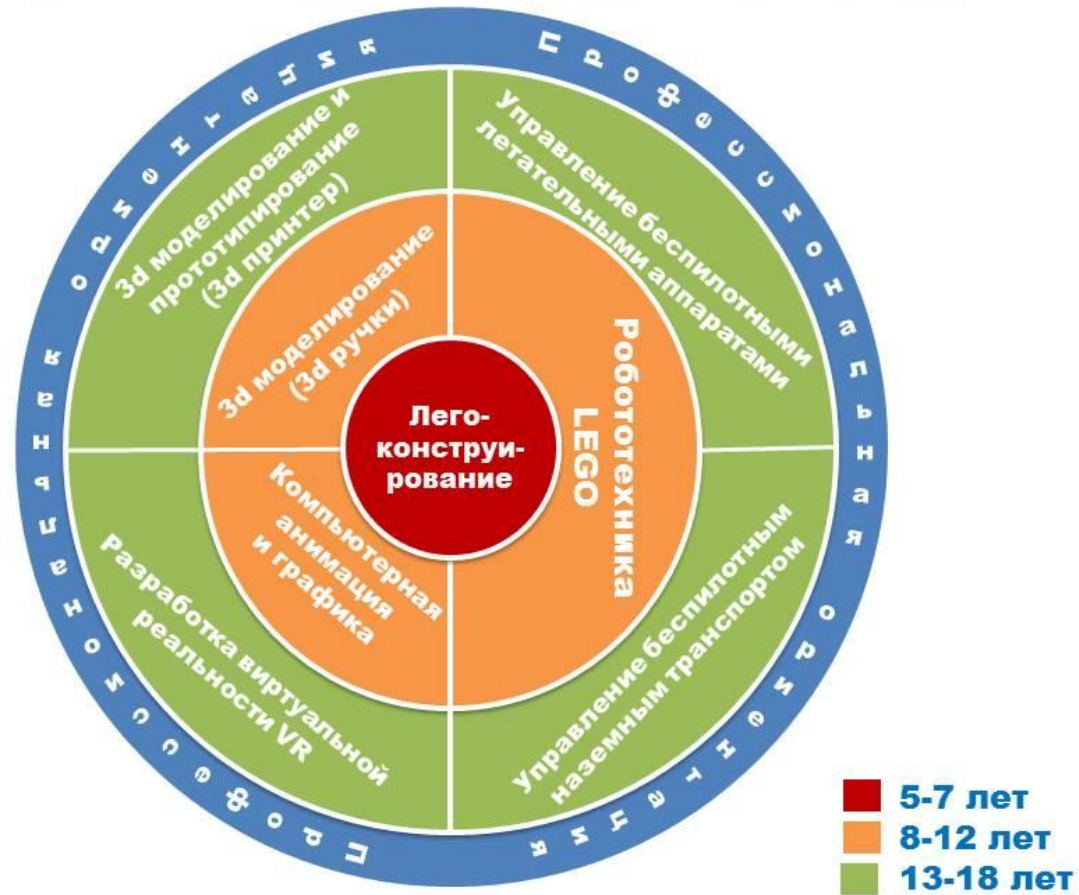 Профессиональная ориентация
Профессиональная ориентация
3d моделирование и
прототипирование
(3d принтер)
Управление беспилотными
летательными аппаратами
3d моделирование
(3d ручки)
Робототехника
LEGO
Лего-
конструи-
рование
Компьютерная
анимация
и графика
Разработка виртуальной
реальности VR
Управление беспилотным
наземным транспортом
5-7 лет
8-12 лет
13-18 лет